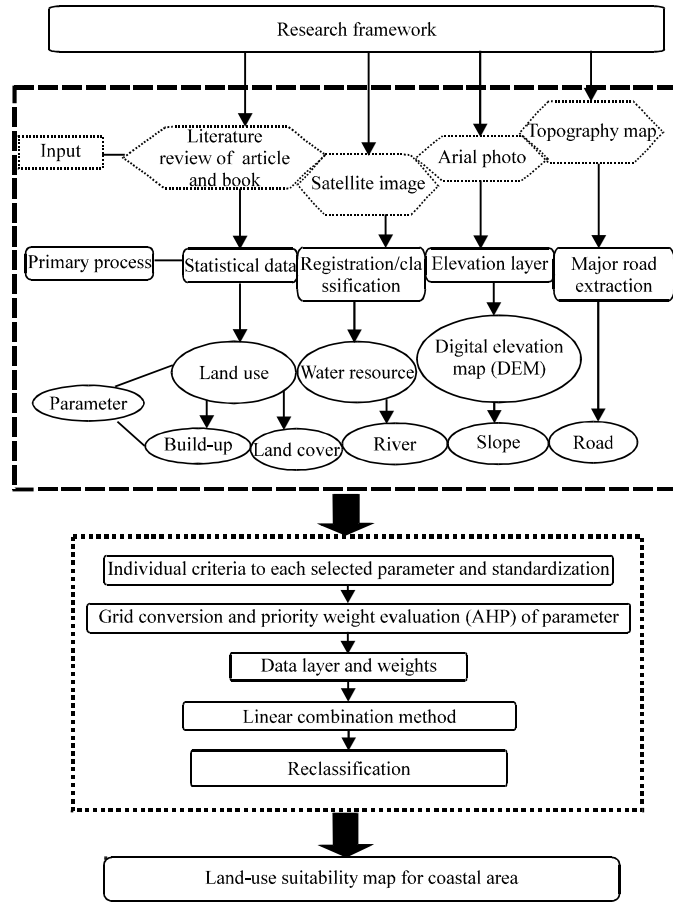 Research framework
Input
Literature
review of article
and book
Satellite image
Arial photo
Topography map
Primary process
Statistical data
Registration/cla
ssification
Elevation layer
Major road
extraction
Parameter
Land use
Water resource
Digital elevation
map (DEM)
Build-up
Land cover
River
Slope
Road
Individual criteria to each selected parameter and standardization
Grid conversion and priority weight evaluation (AHP) of parameter
Data layer and weights
Linear combination method
Reclassification
Land-use suitability map for coastal area